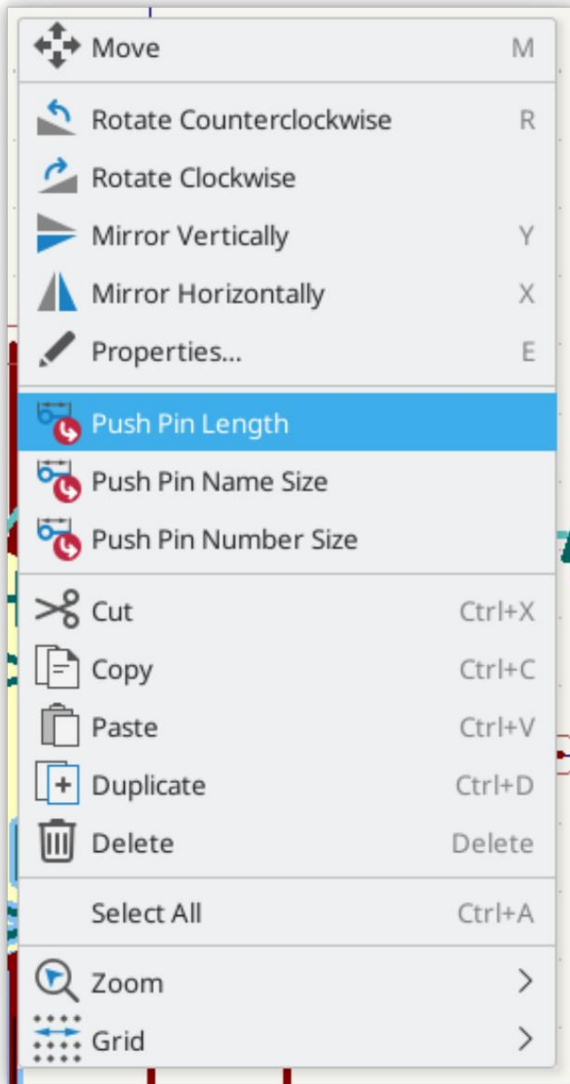 Move M
Rotate Counterclockwise R
Rotate Clockwise
Mirror Vertically Y
Mirror Horizontally X
Properties... E
Push Pin Length
Push Pin Name Size
Push Pin Number Size
Cut Ctrl+X
Copy Ctrl+C
Paste Ctrl+V
Duplicate Ctrl+D
Delete Delete
Select All Ctrl+A
Zoom
Grid